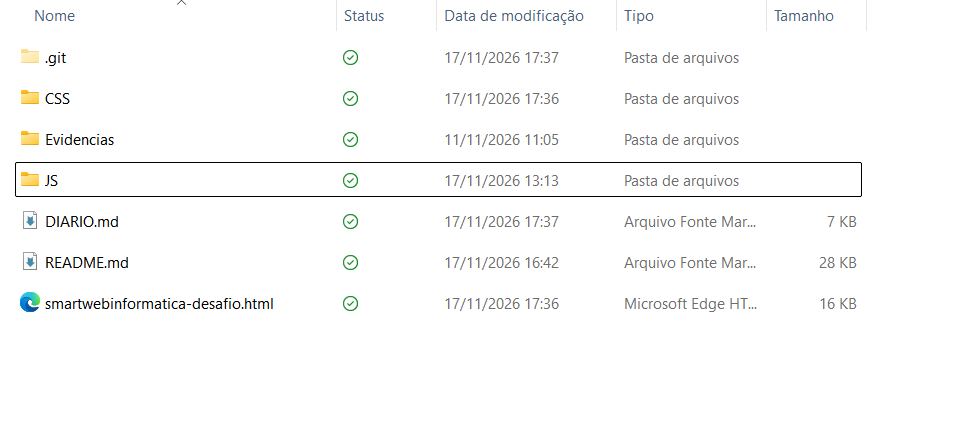 Nome Status Data de modificação Tipo Tamanho
.git 17/11/2026 17:37 Pasta de arquivos
CSS 17/11/2026 17:36 Pasta de arquivos
Evidencias 11/11/2026 11:05 Pasta de arquivos
JS 17/11/2026 13:13 Pasta de arquivos
DIARIO.md 17/11/2026 17:37 Arquivo Fonte Mar... 7 KB
README.md 17/11/2026 16:42 Arquivo Fonte Mar... 28 KB
smartwebinformatica-desafio.html 17/11/2026 17:36 Microsoft Edge HT... 16 KB